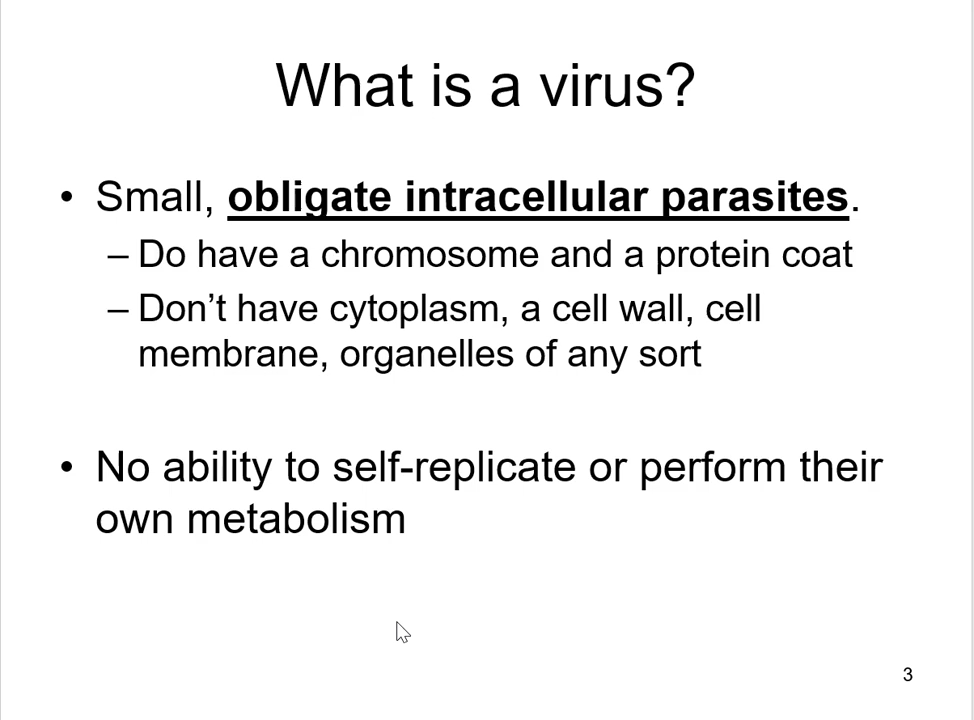 What is a virus?
• Small, obligate intracellular parasites.
– Do have a chromosome and a protein coat
– Don’t have cytoplasm, a cell wall, cell
membrane, organelles of any sort
• No ability to self-replicate or perform their
own metabolism
3